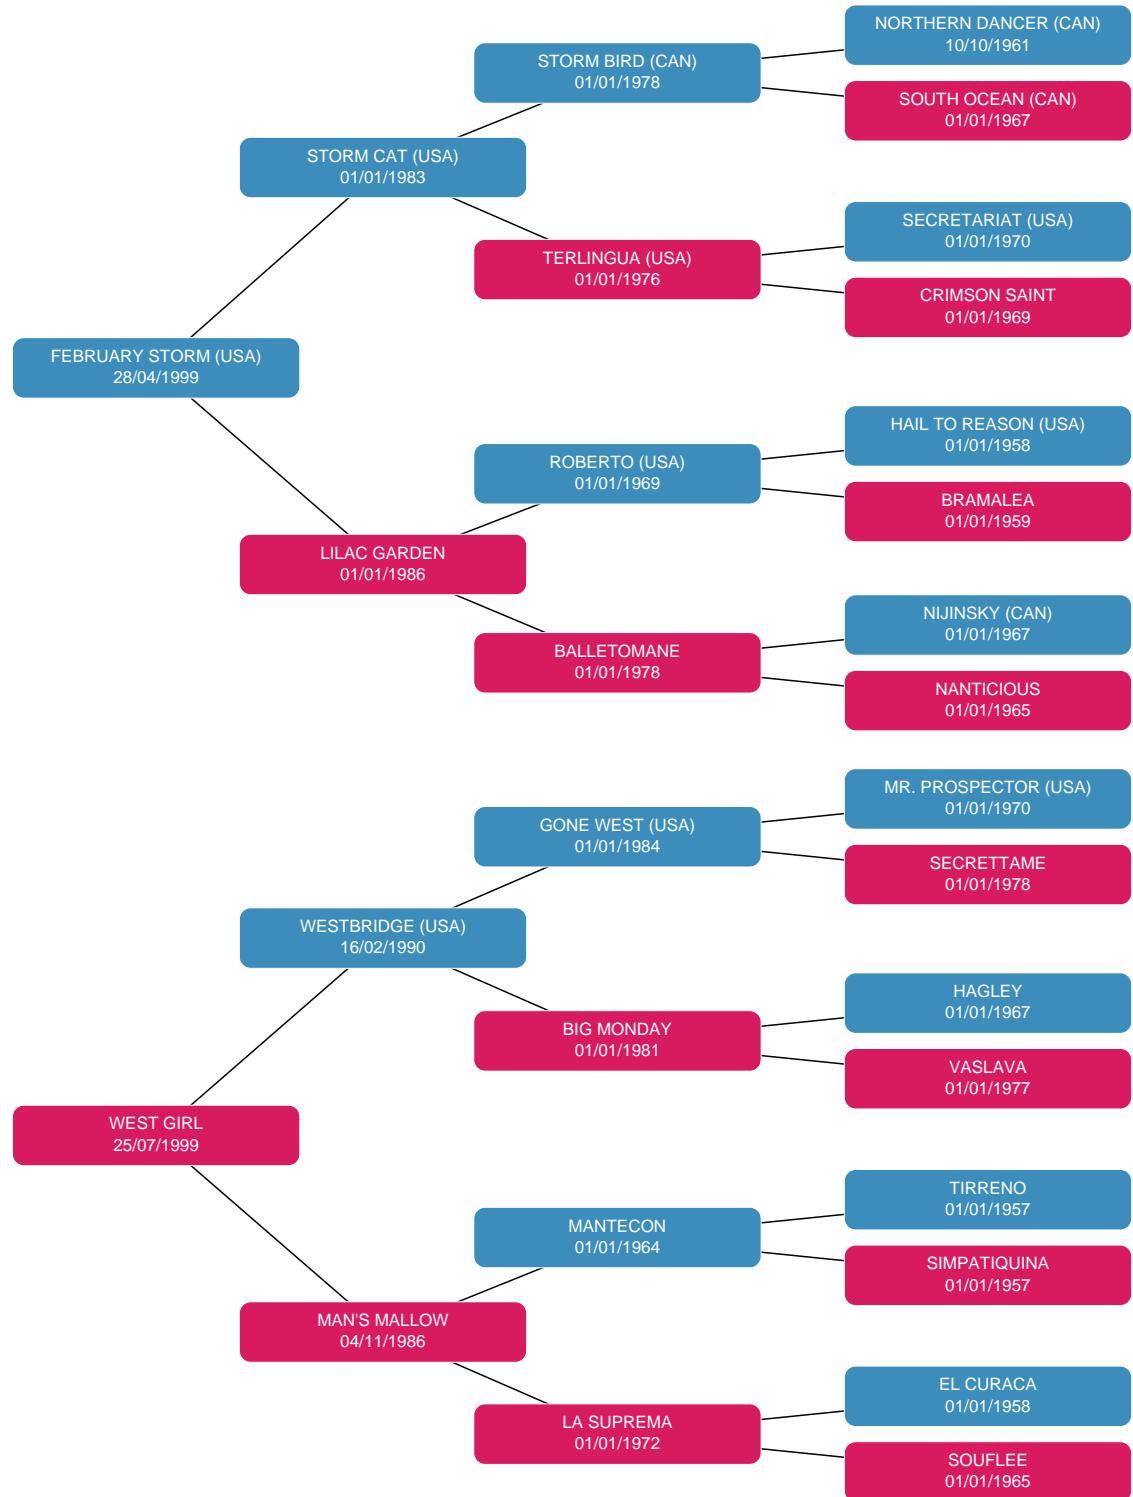 NORTHERN DANCER (CAN)
10/10/1961
STORM BIRD (CAN)
01/01/1978
SOUTH OCEAN (CAN)
01/01/1967
STORM CAT (USA)
01/01/1983
SECRETARIAT (USA)
01/01/1970
TERLINGUA (USA)
01/01/1976
CRIMSON SAINT
01/01/1969
FEBRUARY STORM (USA)
28/04/1999
HAIL TO REASON (USA)
01/01/1958
ROBERTO (USA)
01/01/1969
BRAMALEA
01/01/1959
LILAC GARDEN
01/01/1986
NIJINSKY (CAN)
01/01/1967
BALLETOMANE
01/01/1978
NANTICIOUS
01/01/1965
MR. PROSPECTOR (USA)
01/01/1970
GONE WEST (USA)
01/01/1984
SECRETTAME
01/01/1978
WESTBRIDGE (USA)
16/02/1990
HAGLEY
01/01/1967
BIG MONDAY
01/01/1981
VASLAVA
01/01/1977
WEST GIRL
25/07/1999
TIRRENO
01/01/1957
MANTECON
01/01/1964
SIMPATIQUINA
01/01/1957
MAN'S MALLOW
04/11/1986
EL CURACA
01/01/1958
LA SUPREMA
01/01/1972
SOUFLEE
01/01/1965